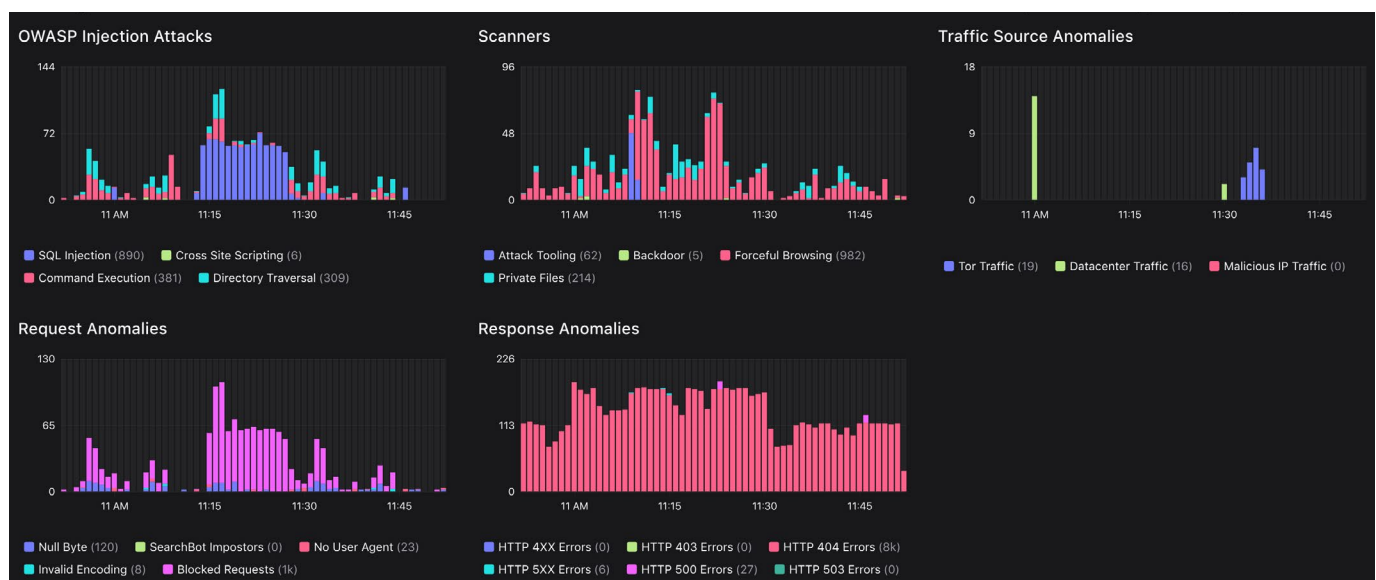 OWASP Injection Attacks
144
72
0
11 AM
11:15
11:30
11:45
SQL Injection (890)
Cross Site Scripting (6)
Command Execution (381)
Directory Traversal (309)
Scanners
96
48
0
11 AM
11:15
11:30
11:45
Attack Tooling (62)
Backdoor (5)
Forceful Browsing (982)
Private Files (214)
Traffic Source Anomalies
18
9
0
11 AM
11:15
11:30
11:45
Tor Traffic (19)
Datacenter Traffic (16)
Malicious IP Traffic (0)
Request Anomalies
130
65
0
11 AM
11:15
11:30
11:45
Null Byte (120)
SearchBot Impostors (0)
No User Agent (23)
Invalid Encoding (8)
Blocked Requests (1k)
Response Anomalies
226
113
0
11 AM
11:15
11:30
11:45
HTTP 4XX Errors (0)
HTTP 403 Errors (0)
HTTP 404 Errors (8k)
HTTP 5XX Errors (6)
HTTP 500 Errors (27)
HTTP 503 Errors (0)